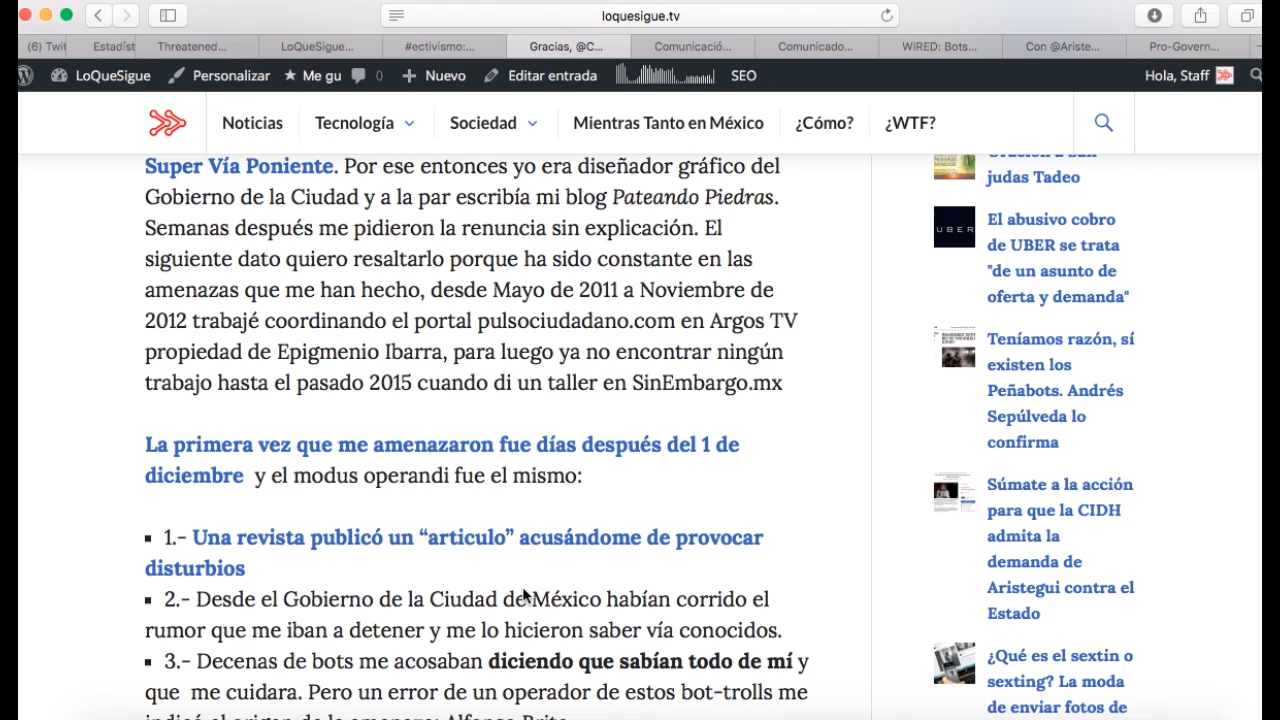 loquesigue.tv
(6) Twit
Estadíst
Threatened...
LoQueSigue...
#ectivismo:...
Gracias, @C...
Comunicació...
Comunicado...
WIRED: Bots...
Con @Ariste...
Pro-Govern...
LoQueSigue
Personalizar
Me gu
0
Nuevo
Editar entrada
SEO
Hola, Staff
Noticias
Tecnología
Sociedad
Mientras Tanto en México
¿Cómo?
¿WTF?
Super Vía Poniente. Por ese entonces yo era diseñador gráfico del
Gobierno de la Ciudad y a la par escribía mi blog Pateando Piedras.
Semanas después me pidieron la renuncia sin explicación. El
siguiente dato quiero resaltarlo porque ha sido constante en las
amenazas que me han hecho, desde Mayo de 2011 a Noviembre de
2012 trabajé coordinando el portal pulsociudadano.com en Argos TV
propiedad de Epigmenio Ibarra, para luego ya no encontrar ningún
trabajo hasta el pasado 2015 cuando di un taller en SinEmbargo.mx
La primera vez que me amenazaron fue días después del 1 de
diciembre y el modus operandi fue el mismo:
▪ 1.- Una revista publicó un “articulo” acusándome de provocar
disturbios
▪ 2.- Desde el Gobierno de la Ciudad de México habían corrido el
rumor que me iban a detener y me lo hicieron saber vía conocidos.
▪ 3.- Decenas de bots me acosaban diciendo que sabían todo de mí y
que me cuidara. Pero un error de un operador de estos bot-trolls me
indicó el origen de la amenaza: Alfonso Brito
Oración a San
judas Tadeo
UBER
El abusivo cobro
de UBER se trata
"de un asunto de
oferta y demanda"
Teníamos razón, sí
existen los
Peñabots. Andrés
Sepúlveda lo
confirma
Súmate a la acción
para que la CIDH
admita la
demanda de
Aristegui contra el
Estado
¿Qué es el sextin o
sexting? La moda
de enviar fotos de